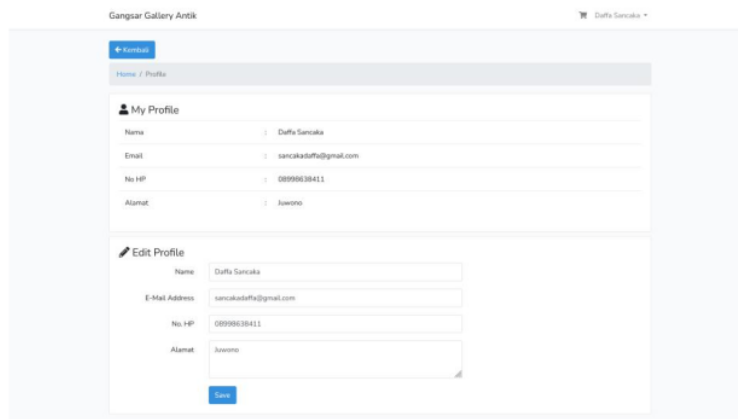 Gangsar Gallery Antik Daffa Sancaka
Kembali
Home / Profile
My Profile
Nama : Daffa Sancaka
Email : sancakadaffa@gmail.com
No HP : 08998638411
Alamat : Juwono
Edit Profile
Name Daffa Sancaka
E-Mail Address sancakadaffa@gmail.com
No. HP 08998638411
Alamat Juwono
Save